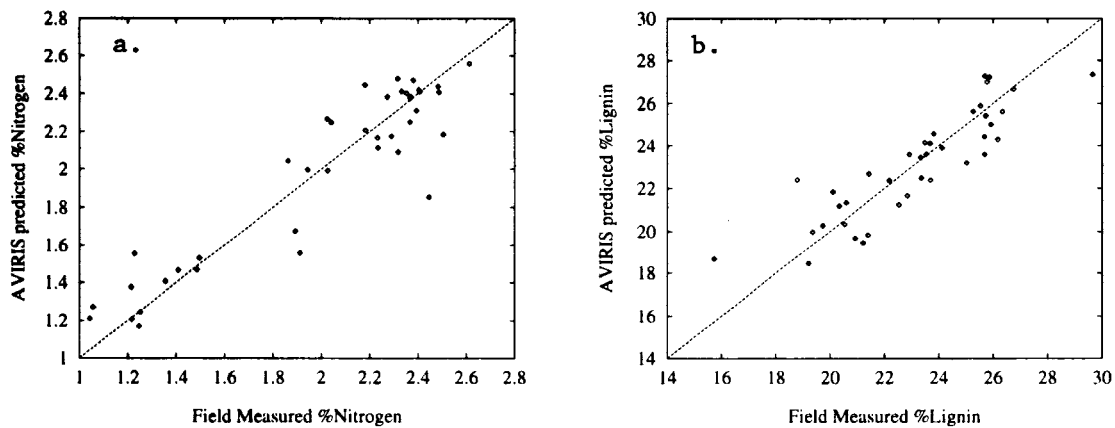 a
AVIRIS predicted %Nitrogen
2.8
2.6
2.4
2.2
2
1.8
1.6
1.4
1.2
1
1 1.2 1.4 1.6 1.8 2 2.2 2.4 2.6 2.8
Field Measured %Nitrogen
b
AVIRIS predicted %Lignin
30
28
26
24
22
20
18
16
14
14 16 18 20 22 24 26 28 30
Field Measured %Lignin